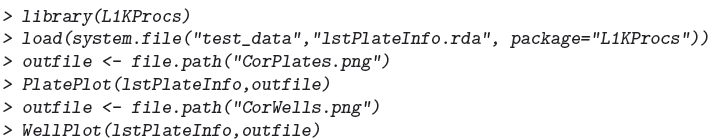 > library(L1KProcs)
> load(system.file("test_data","lstPlateInfo.rda", package="L1KProcs"))
> outfile <- file.path("CorPlates.png")
> PlatePlot(lstPlateInfo,outfile)
> outfile <- file.path("CorWells.png")
> WellPlot(lstPlateInfo,outfile)